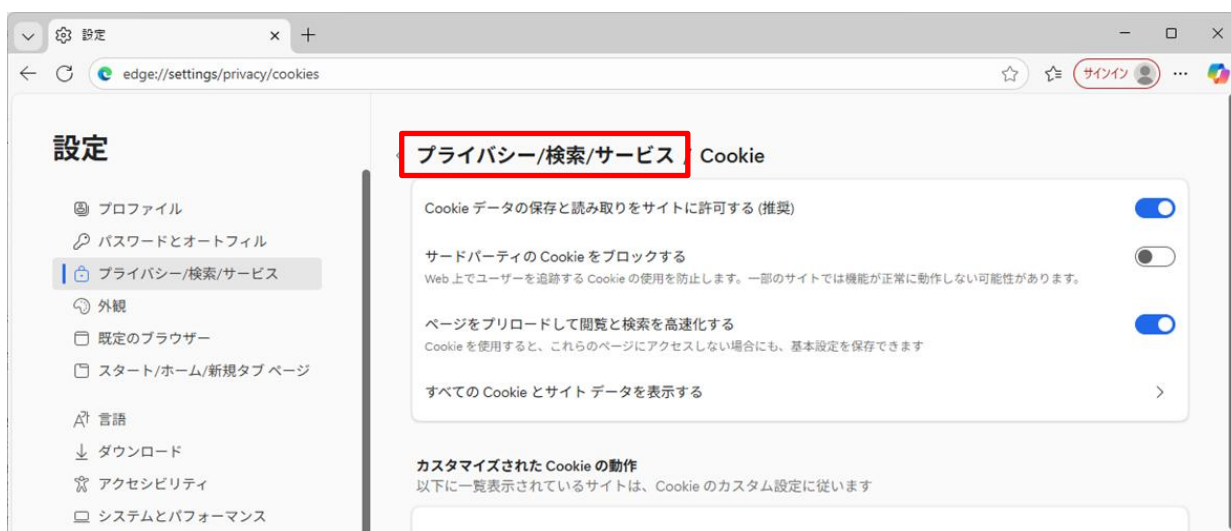 設定
edge://settings/privacy/cookies
サインイン
設定
プロファイル
パスワードとオートフィル
プライバシー/検索/サービス
外観
既定のブラウザー
スタート/ホーム/新規タブ ページ
言語
ダウンロード
アクセシビリティ
システムとパフォーマンス
プライバシー/検索/サービス / Cookie
Cookie データの保存と読み取りをサイトに許可する (推奨)
サードパーティの Cookie をブロックする
Web 上でユーザーを追跡する Cookie の使用を防止します。一部のサイトでは機能が正常に動作しない可能性があります。
ページをプリロードして閲覧と検索を高速化する
Cookie を使用すると、これらのページにアクセスしない場合にも、基本設定を保存できます
すべての Cookie とサイト データを表示する
カスタマイズされた Cookie の動作
以下に一覧表示されているサイトは、Cookie のカスタム設定に従います